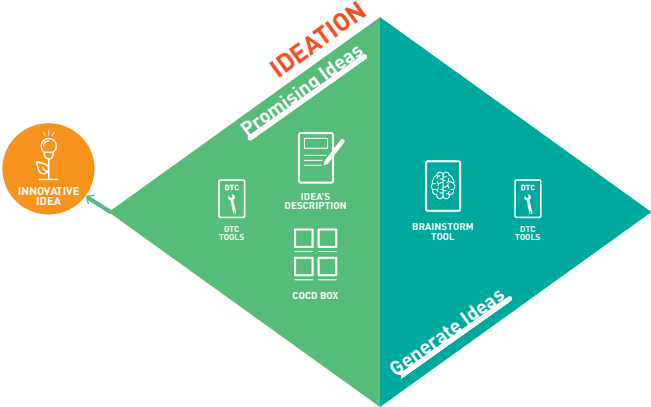 IDEATION
Promising Ideas
INNOVATIVE
IDEA
DTC
DTC
TOOLS
IDEA'S
DESCRIPTION
COCD BOX
BRAINSTORM
TOOL
DTC
DTC
TOOLS
Generate Ideas